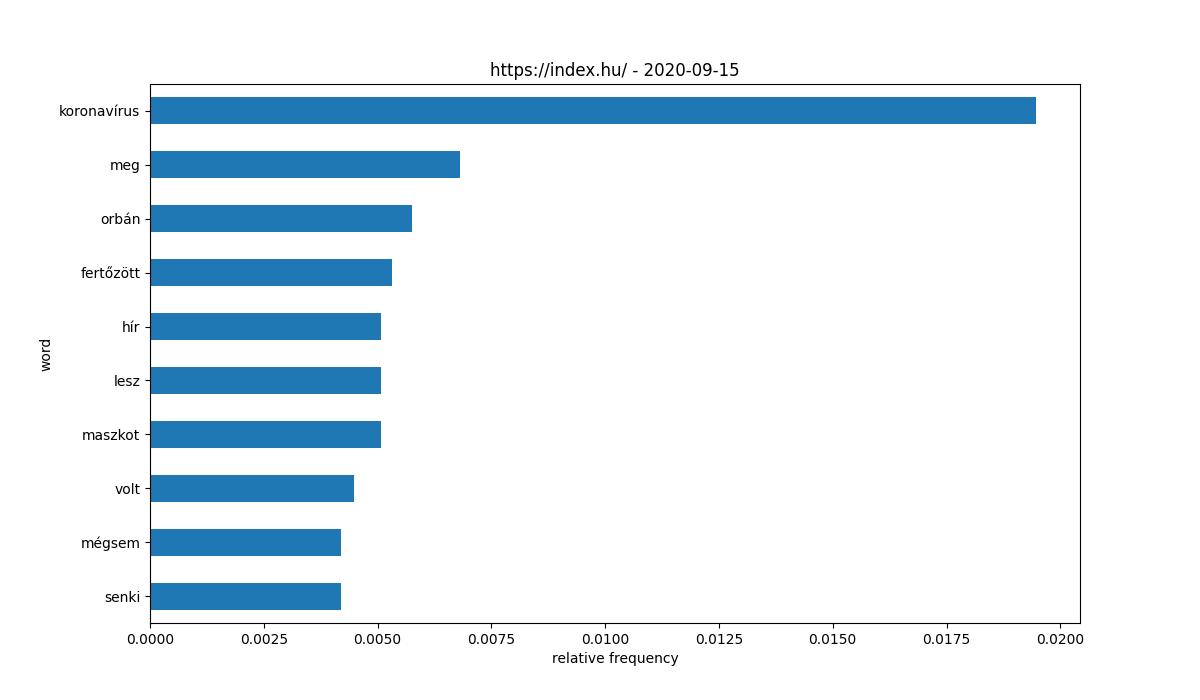 https://index.hu/ - 2020-09-15
word
koronavírus
meg
orbán
fertőzött
hír
lesz
maszkot
volt
mégsem
senki
0.0000 0.0025 0.0050 0.0075 0.0100 0.0125 0.0150 0.0175 0.0200
relative frequency